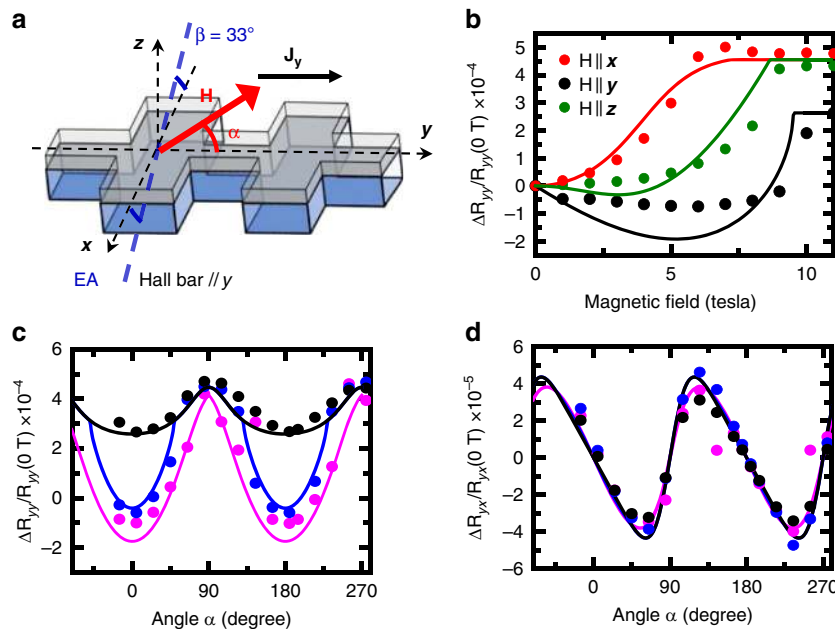 a
z
β = 33°
J_y
H
α
y
x
EA
Hall bar // y
b
5
4
3
2
1
0
−1
−2
ΔR_yy/R_yy(0 T) ×10⁻⁴
H || x
H || y
H || z
0
5
10
Magnetic field (tesla)
c
6
4
2
0
−2
ΔR_yy/R_yy(0 T) ×10⁻⁴
0
90
180
270
Angle α (degree)
d
6
4
2
0
−2
−4
−6
ΔR_yx/R_yx(0 T) ×10⁻⁵
0
90
180
270
Angle α (degree)